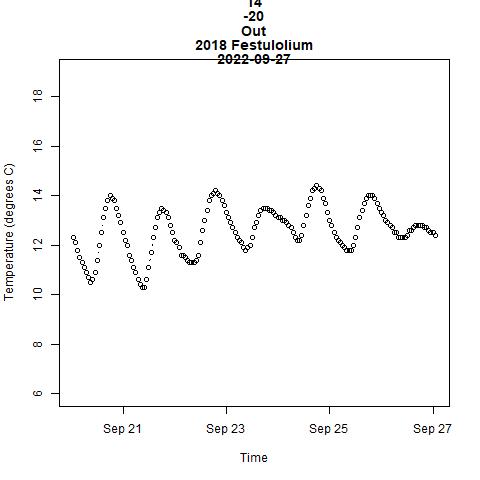 14
-20
Out
2018 Festulolium
2022-09-27
Temperature (degrees C)
18
16
14
12
10
8
6
Sep 21 Sep 23 Sep 25 Sep 27
Time